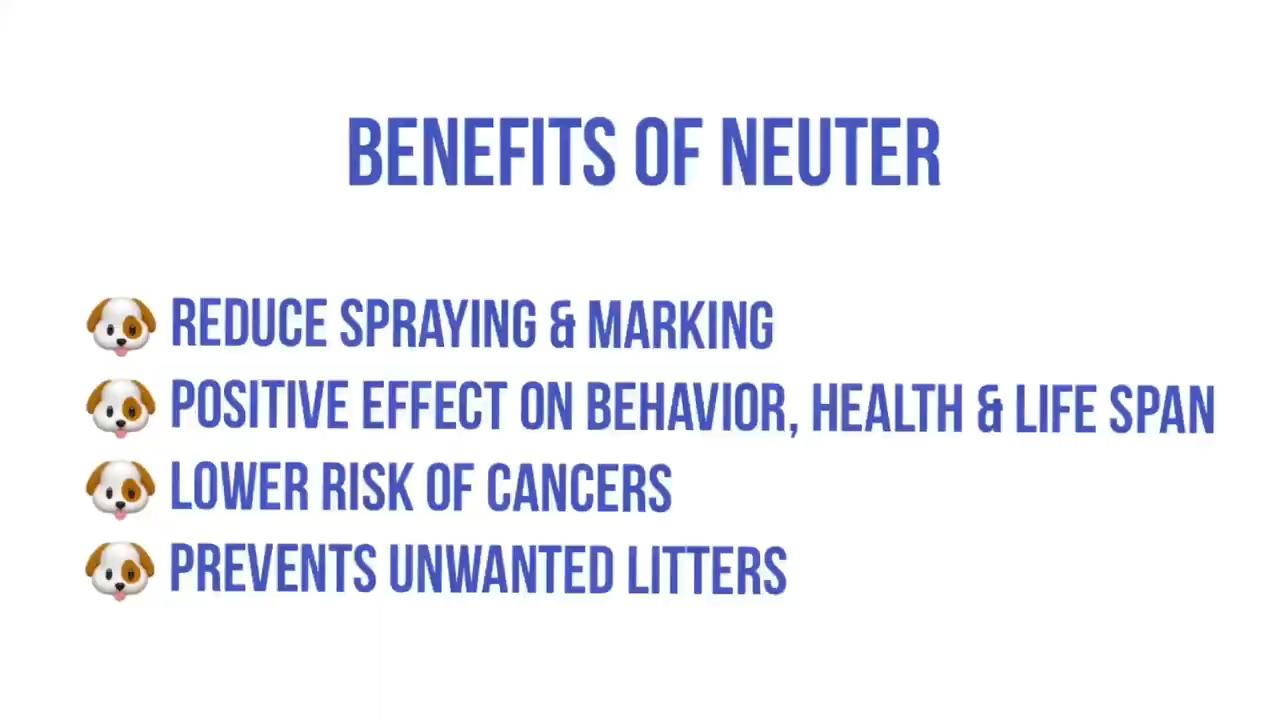 BENEFITS OF NEUTER
REDUCE SPRAYING & MARKING
POSITIVE EFFECT ON BEHAVIOR, HEALTH & LIFE SPAN
LOWER RISK OF CANCERS
PREVENTS UNWANTED LITTERS